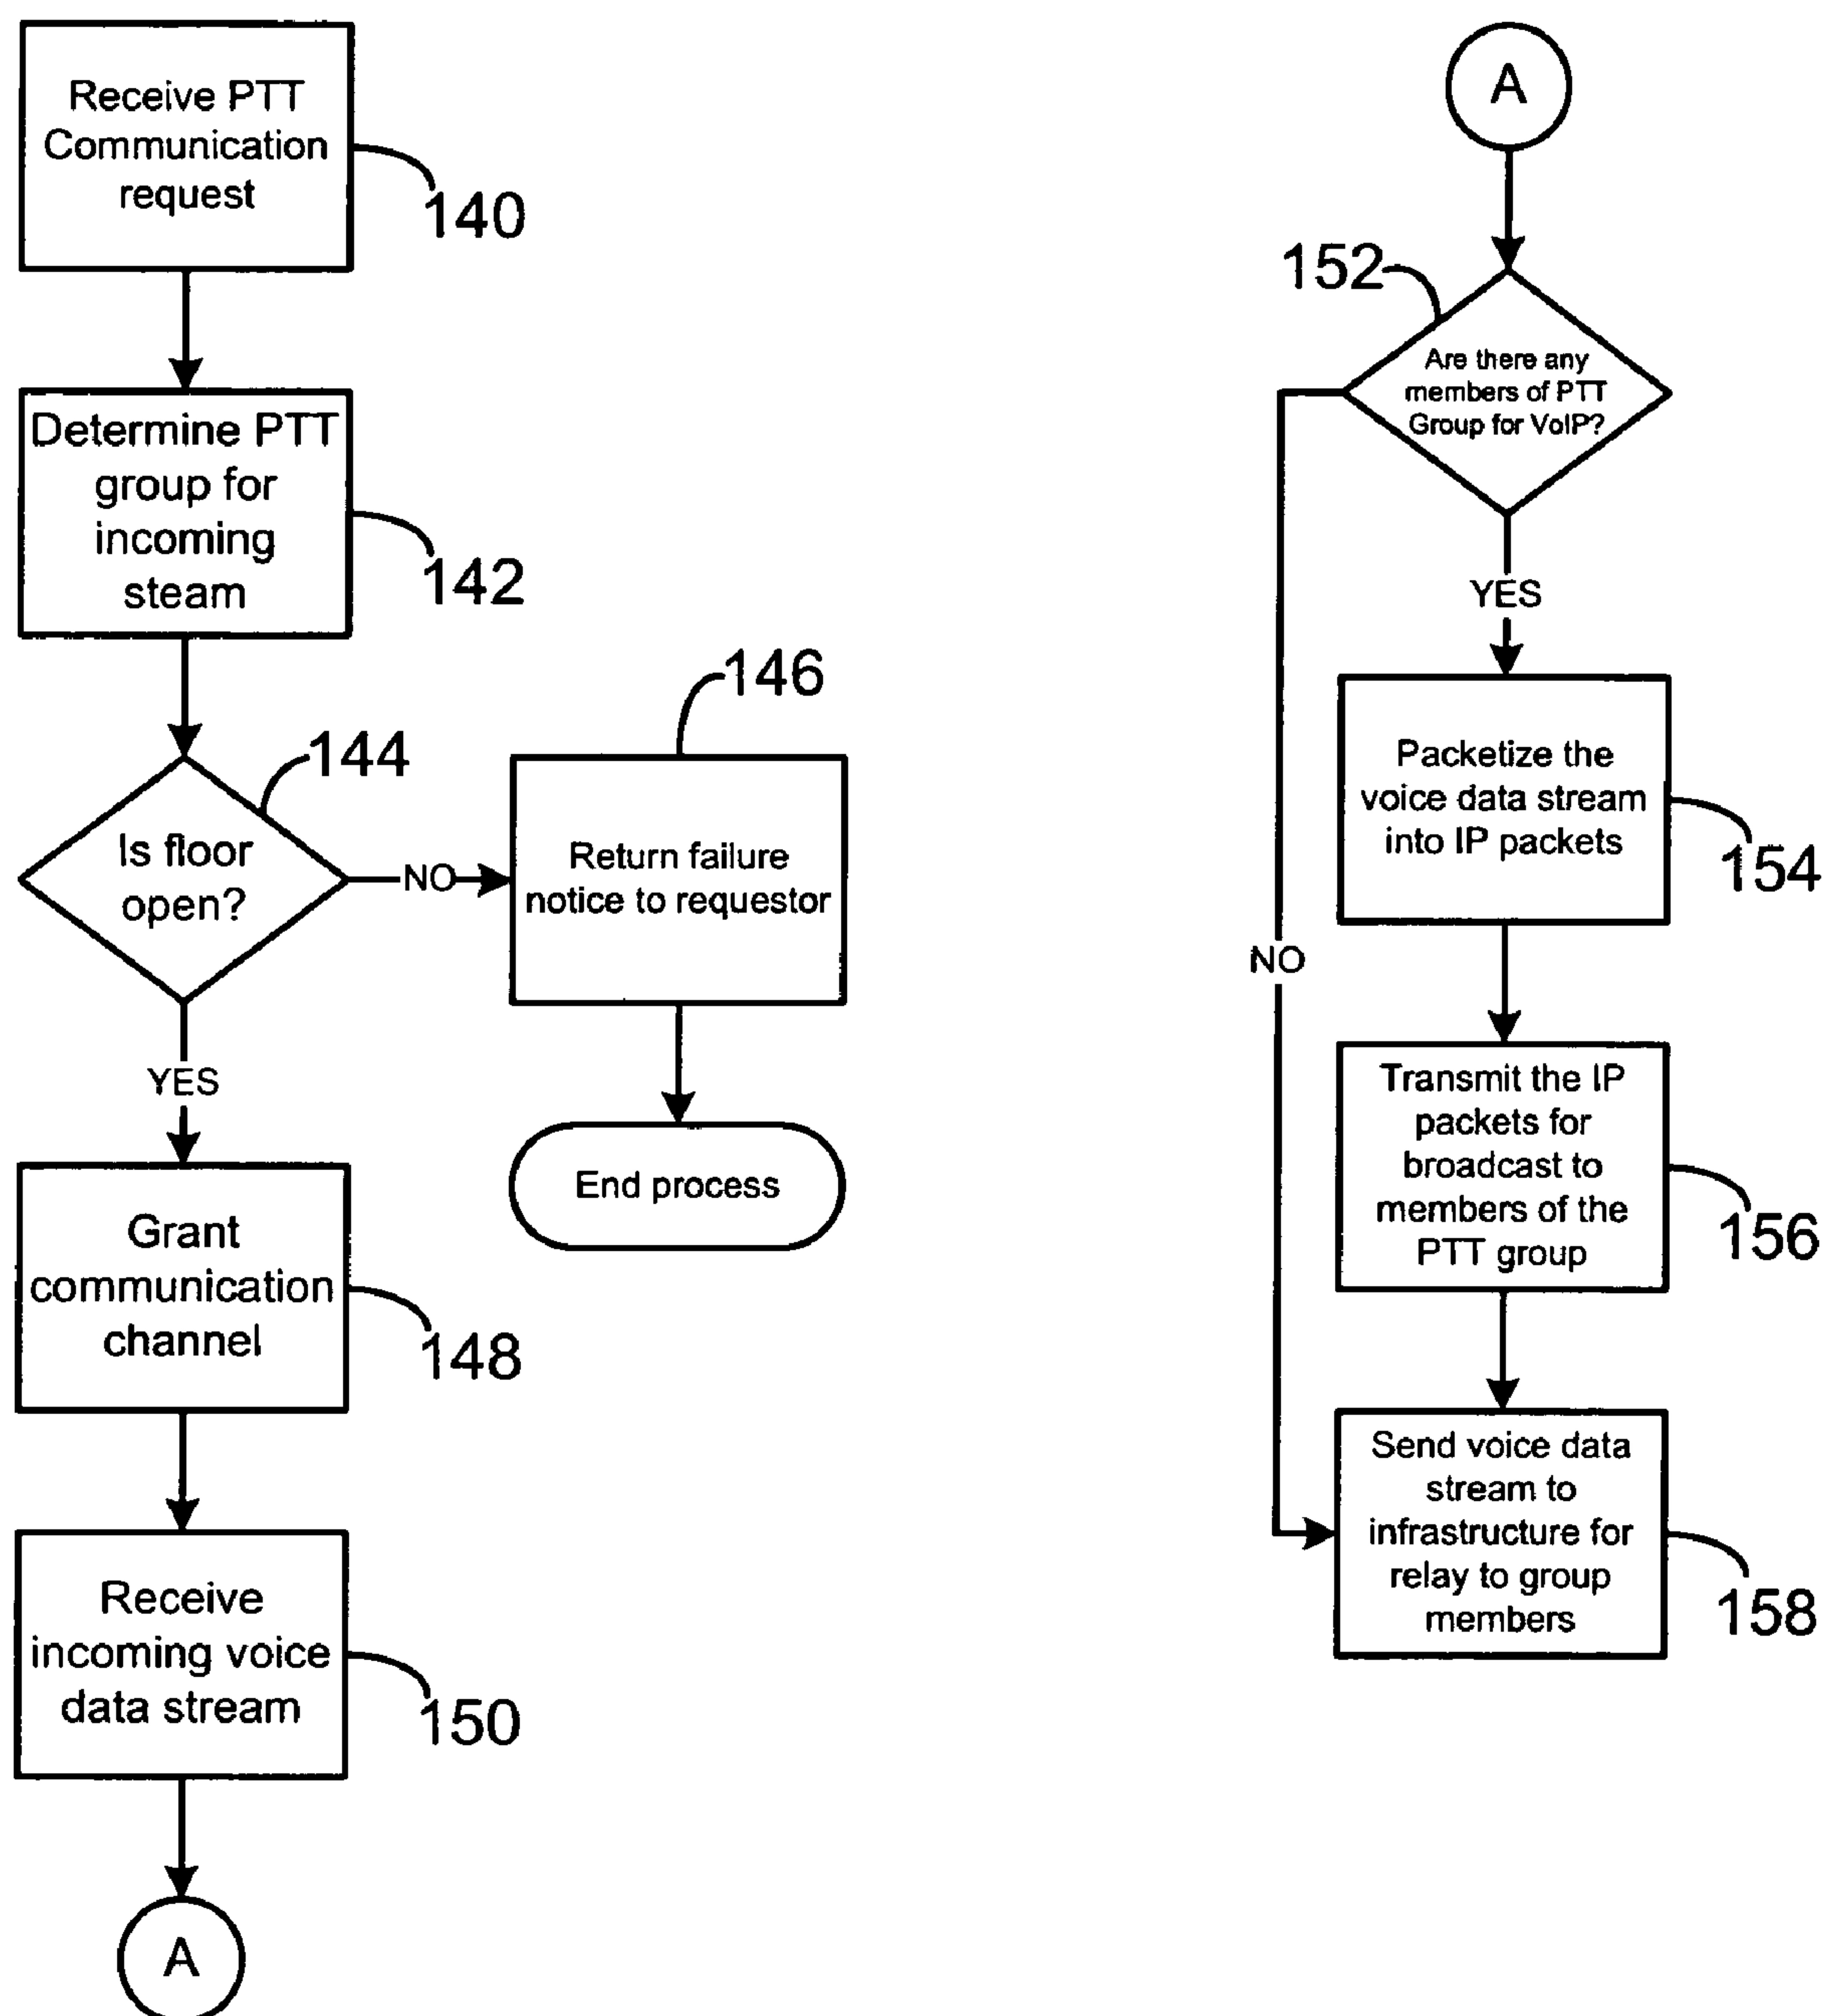 Receive PTT
Communication
request
140
Determine PTT
group for
incoming
steam
142
144
Is floor
open?
NO
146
Return failure
notice to requestor
End process
YES
Grant
communication
channel
148
Receive
incoming voice
data stream
150
A
A
152
Are there any
members of PTT
Group for VoIP?
YES
NO
Packetize the
voice data stream
into IP packets
154
Transmit the IP
packets for
broadcast to
members of the
PTT group
156
Send voice data
stream to
infrastructure for
relay to group
members
158